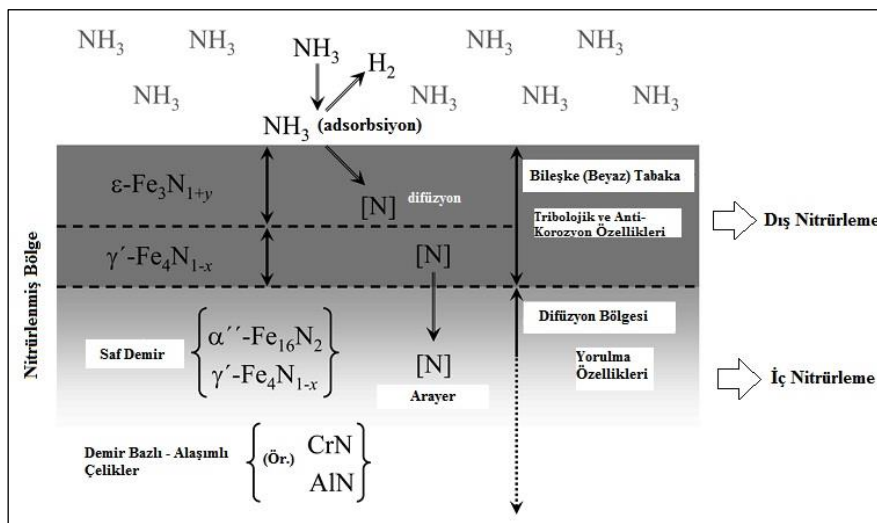 NH₃ NH₃ NH₃ NH₃ NH₃
H₂
NH₃ NH₃ NH₃ NH₃
NH₃ (adsorbsiyon)
Nitrürlenmiş Bölge
ε-Fe₃N₁₊y
[N] difüzyon
Bileşke (Beyaz) Tabaka
Tribolojik ve Anti-
Korozyon Özellikleri
Dış Nitrürleme
γ´-Fe₄N₁₋ₓ
[N]
Difüzyon Bölgesi
Saf Demir
α´´-Fe₁₆N₂
γ´-Fe₄N₁₋ₓ
[N]
Arayer
Yorulma
Özellikleri
İç Nitrürleme
Demir Bazlı - Alaşımlı
Çelikler
(Ör.)
CrN
AlN